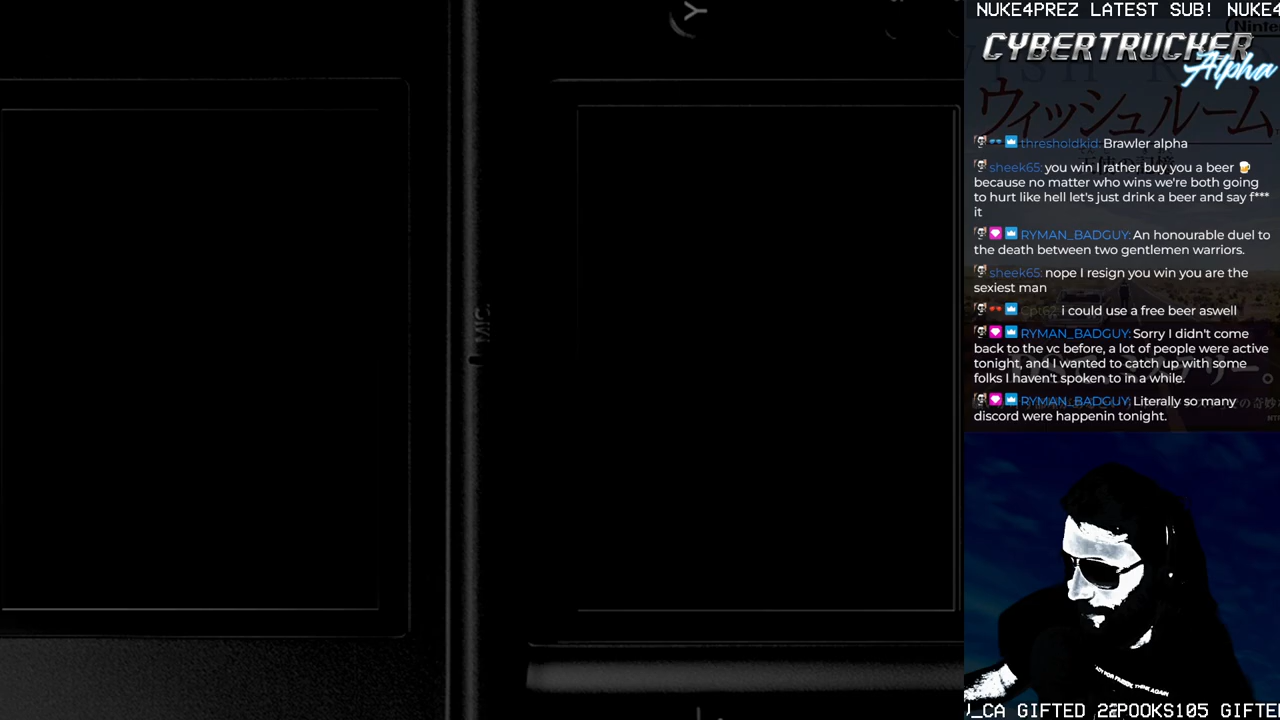 NUKE4PREZ LATEST SUB! NUKE4
CYBERTRUCKER
Alpha
ウィッシュルーム
thresholdkid: Brawler alpha
sheek65: you win I rather buy you a beer 🍺
because no matter who wins we're both going
to hurt like hell let's just drink a beer and say f***
it
RYMAN_BADGUY: An honourable duel to
the death between two gentlemen warriors.
sheek65: nope I resign you win you are the
sexiest man
i could use a free beer aswell
RYMAN_BADGUY: Sorry I didn't come
back to the vc before, a lot of people were active
tonight, and I wanted to catch up with some
folks I haven't spoken to in a while.
RYMAN_BADGUY: Literally so many
discord were happenin tonight.
MIC.
Y
_CA GIFTED 22POOKS105 GIFTE